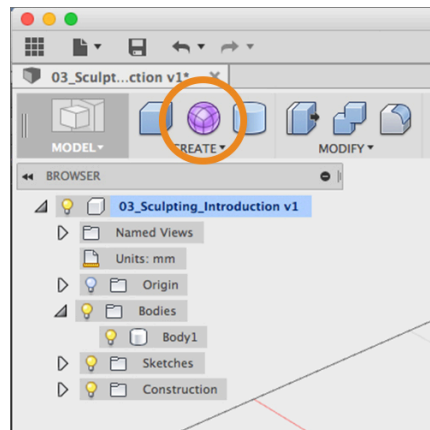 03_Sculpt...ction v1*
MODEL CREATE MODIFY
BROWSER
03_Sculpting_Introduction v1
Named Views
Units: mm
Origin
Bodies
Body1
Sketches
Construction